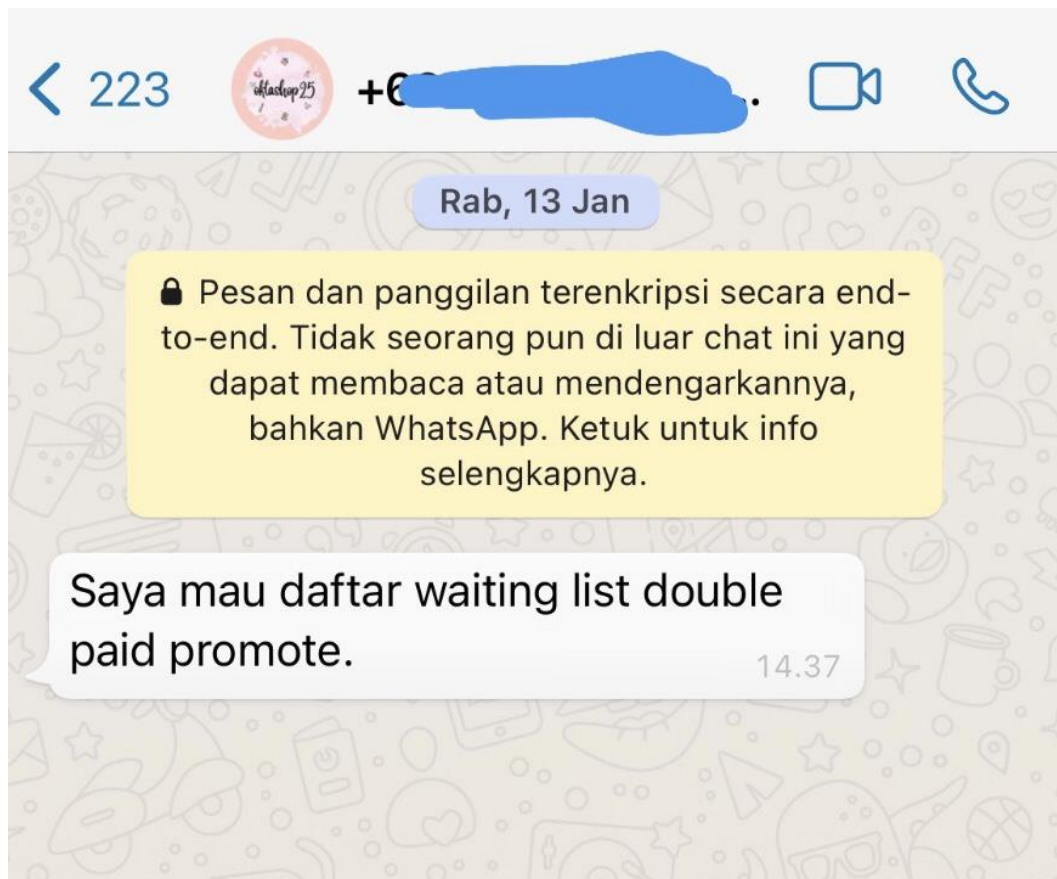 223
oktashop25
+6
Rab, 13 Jan
Pesan dan panggilan terenkripsi secara end-
to-end. Tidak seorang pun di luar chat ini yang
dapat membaca atau mendengarkannya,
bahkan WhatsApp. Ketuk untuk info
selengkapnya.
Saya mau daftar waiting list double
paid promote.
14.37